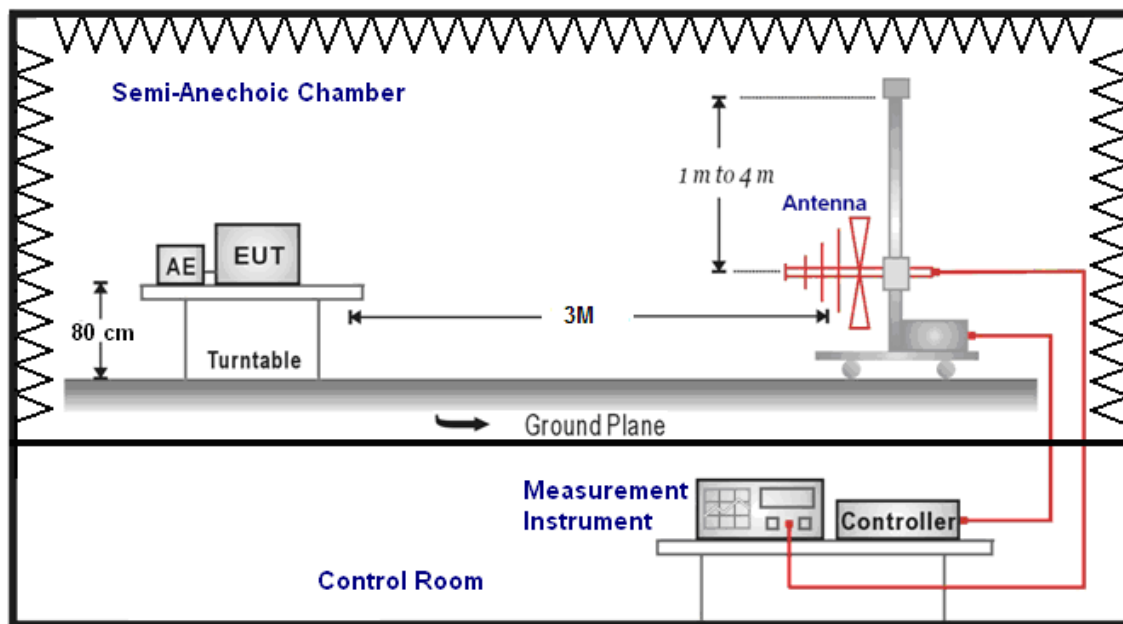 Semi-Anechoic Chamber
1 m to 4 m
Antenna
AE
EUT
80 cm
3M
Turntable
Ground Plane
Measurement
Instrument
Controller
Control Room